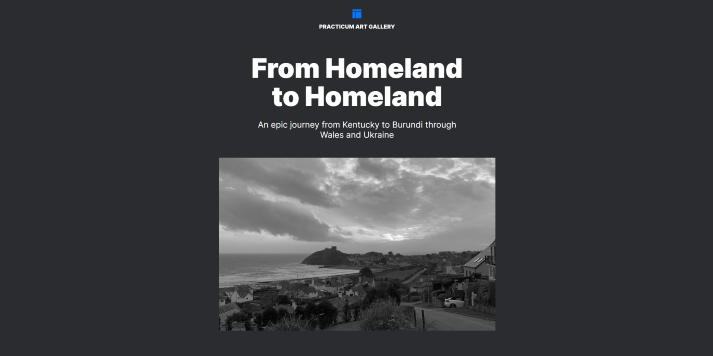 PRACTICUM ART GALLERY
From Homeland
to Homeland
An epic journey from Kentucky to Burundi through
Wales and Ukraine